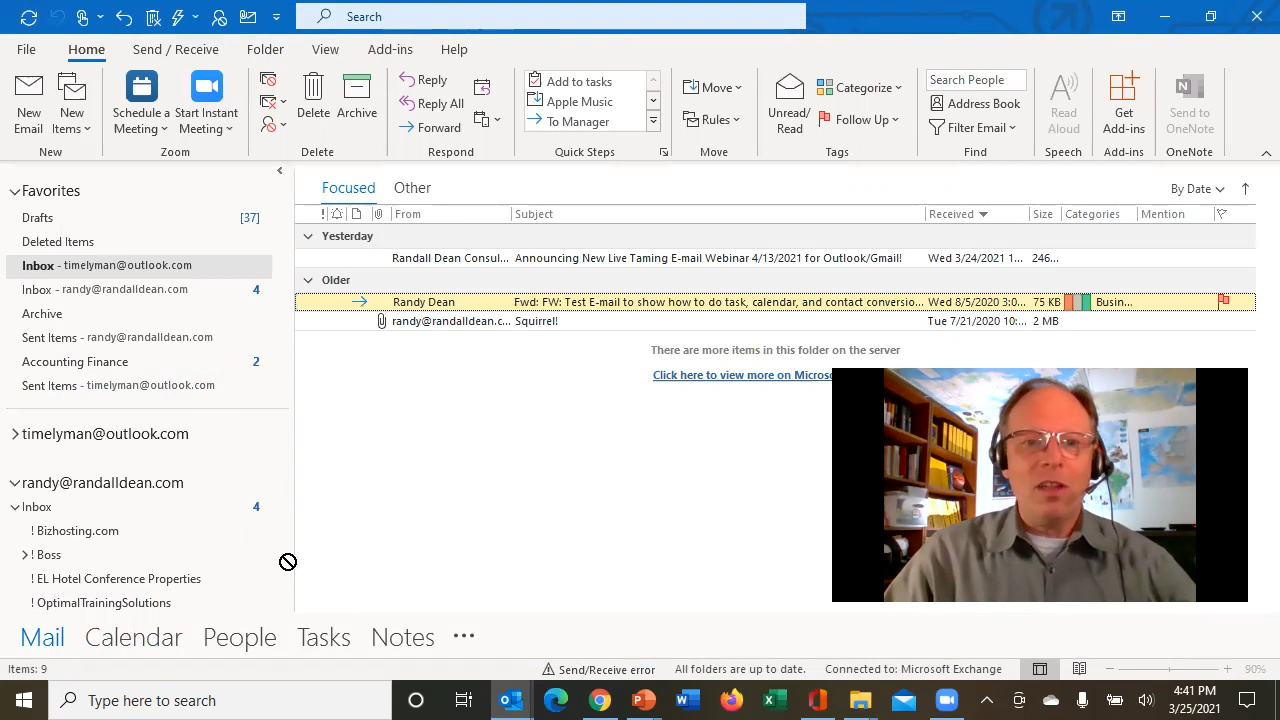 Search
File Home Send / Receive Folder View Add-ins Help
New Email
New Items
New
Schedule a Meeting
Start Instant Meeting
Zoom
Delete
Archive
Delete
Reply
Reply All
Forward
Respond
Add to tasks
Apple Music
To Manager
Quick Steps
Move
Rules
Move
Unread/ Read
Categorize
Follow Up
Tags
Search People
Address Book
Filter Email
Find
Read Aloud
Speech
Get Add-ins
Add-ins
Send to OneNote
OneNote
Favorites
Drafts [37]
Deleted Items
Inbox - timelyman@outlook.com
Inbox - randy@randalldean.com 4
Archive
Sent Items - randy@randalldean.com
Accounting Finance 2
Sent Items - timelyman@outlook.com
timelyman@outlook.com
randy@randalldean.com
Inbox 4
! Bizhosting.com
! Boss
! EL Hotel Conference Properties
! OptimalTrainingSolutions
Focused Other By Date
! From Subject Received Size Categories Mention
Yesterday
Randall Dean Consul... Announcing New Live Taming E-mail Webinar 4/13/2021 for Outlook/Gmail! Wed 3/24/2021 1... 246...
Older
Randy Dean Fwd: FW: Test E-mail to show how to do task, calendar, and contact conversio... Wed 8/5/2020 3:0... 75 KB Busin...
randy@randalldean.c... Squirrel! Tue 7/21/2020 10:... 2 MB
There are more items in this folder on the server
Click here to view more on Microso
Mail Calendar People Tasks Notes ...
Items: 9 Send/Receive error All folders are up to date. Connected to: Microsoft Exchange 90%
Type here to search
4:41 PM
3/25/2021